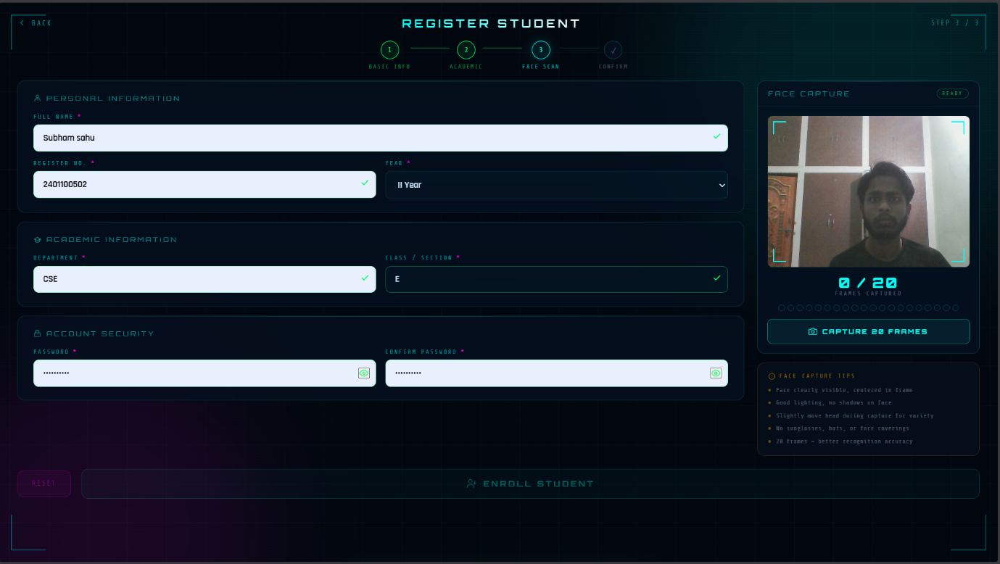 BACK
REGISTER STUDENT
STEP 3 / 3
1 2 3 ✓
BASIC INFO ACADEMIC FACE SCAN CONFIRM
PERSONAL INFORMATION
FULL NAME *
Subham sahu
REGISTER NO. * YEAR *
2401100502 II Year
ACADEMIC INFORMATION
DEPARTMENT * CLASS / SECTION *
CSE E
ACCOUNT SECURITY
PASSWORD * CONFIRM PASSWORD *
•••••••••• ••••••••••
FACE CAPTURE READY
0 / 20
FRAMES CAPTURED
CAPTURE 20 FRAMES
FACE CAPTURE TIPS
Face clearly visible, centered in frame
Good lighting, no shadows on face
Slightly move head during capture for variety
No sunglasses, hats, or face coverings
20 frames = better recognition accuracy
RESET ENROLL STUDENT